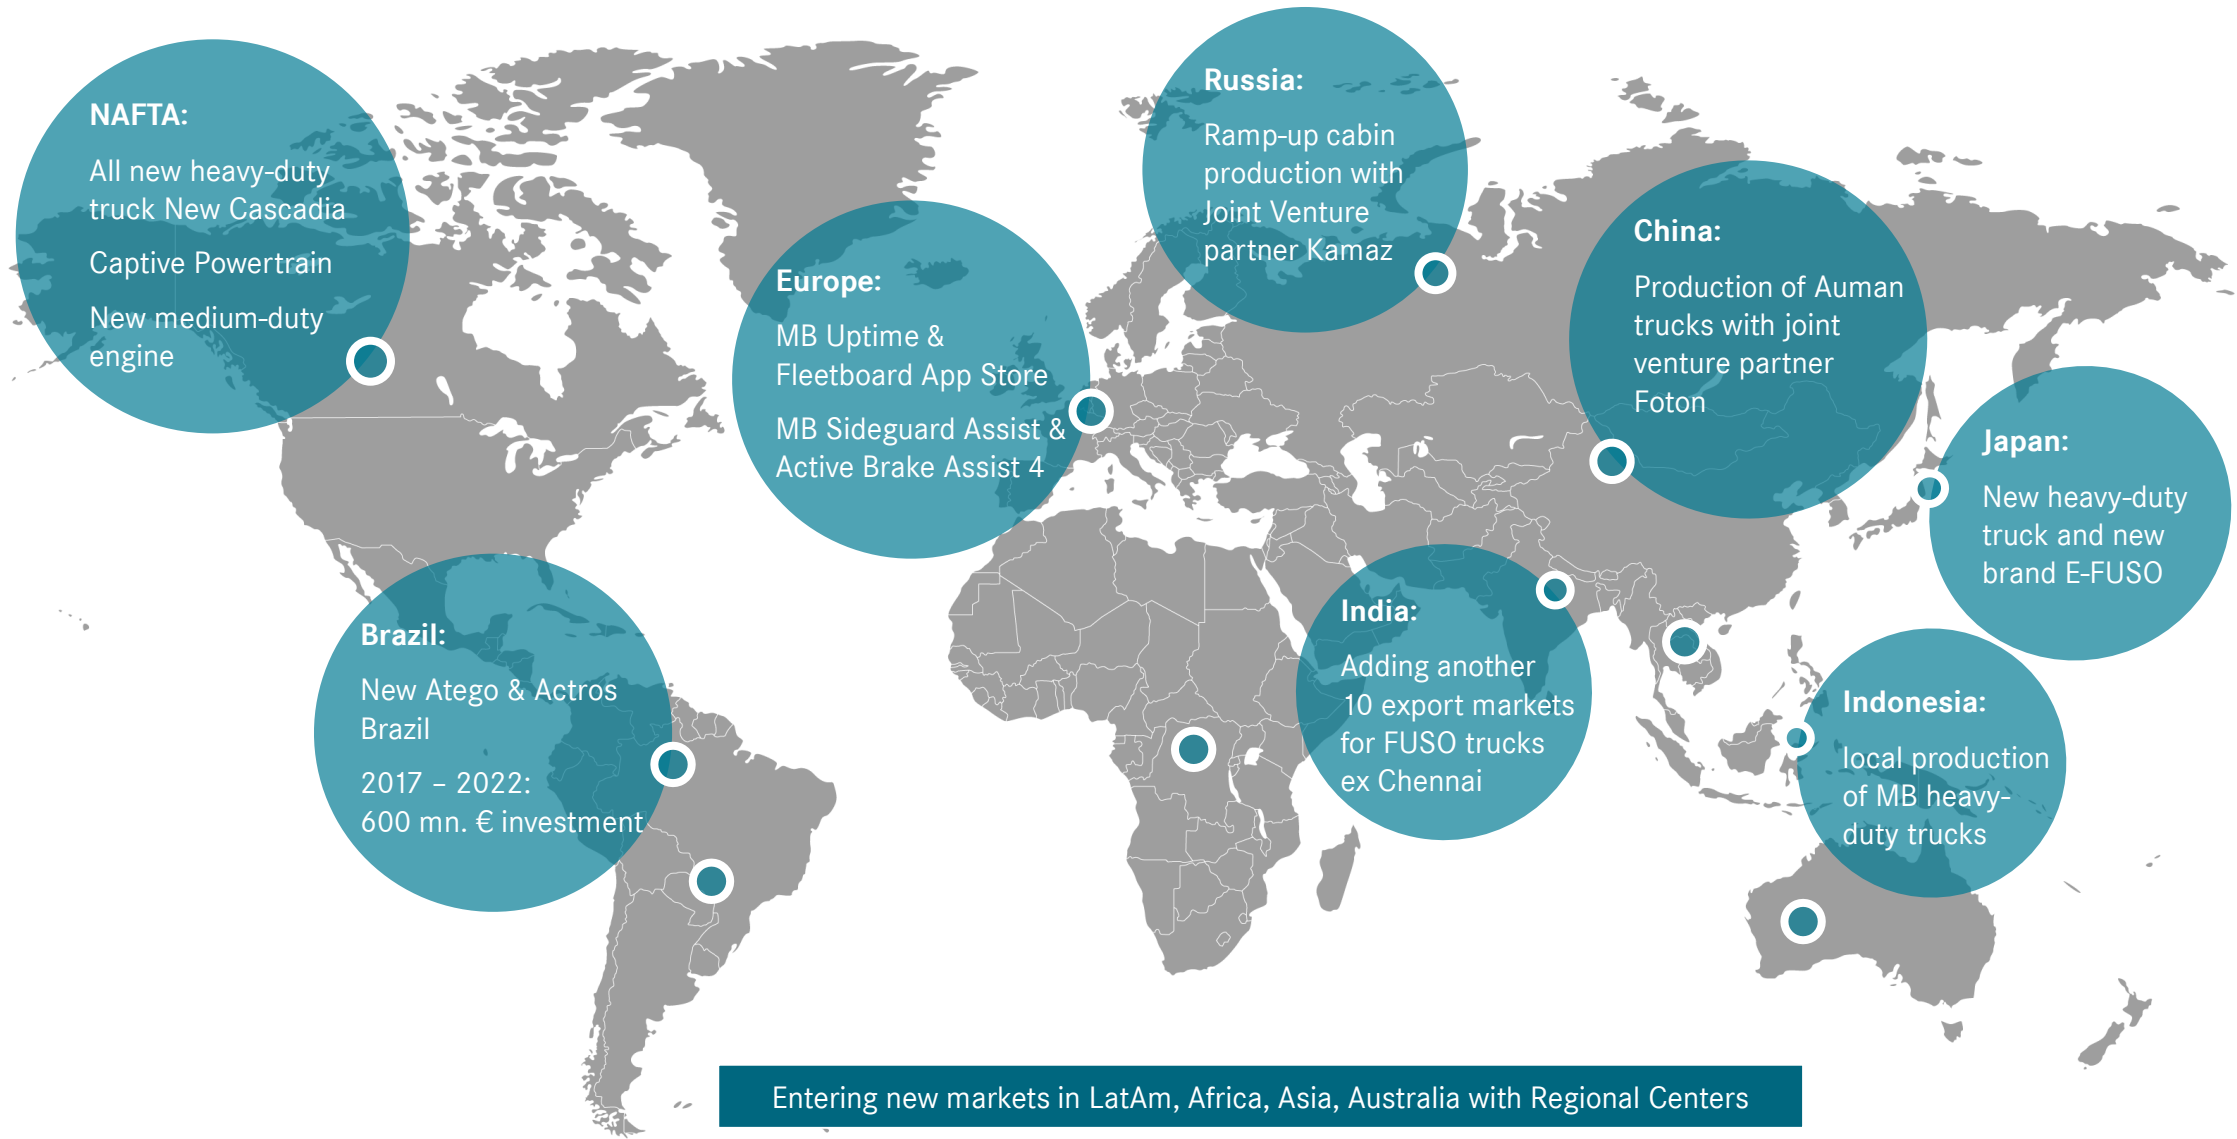 NAFTA:
All new heavy-duty
truck New Cascadia
Captive Powertrain
New medium-duty
engine
Europe:
MB Uptime &
Fleetboard App Store
MB Sideguard Assist &
Active Brake Assist 4
Russia:
Ramp-up cabin
production with
Joint Venture
partner Kamaz
China:
Production of Auman
trucks with joint
venture partner
Foton
Japan:
New heavy-duty
truck and new
brand E-FUSO
Brazil:
New Atego & Actros
Brazil
2017 – 2022:
600 mn. € investment
India:
Adding another
10 export markets
for FUSO trucks
ex Chennai
Indonesia:
local production
of MB heavy-
duty trucks
Entering new markets in LatAm, Africa, Asia, Australia with Regional Centers